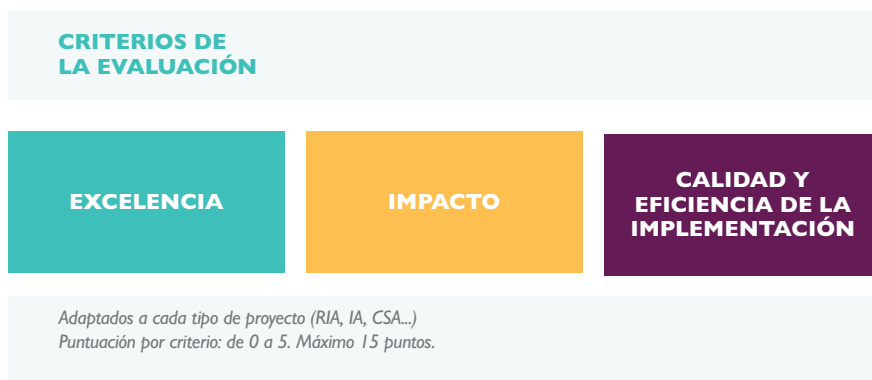 CRITERIOS DE
LA EVALUACIÓN
EXCELENCIA
IMPACTO
CALIDAD Y
EFICIENCIA DE LA
IMPLEMENTACIÓN
Adaptados a cada tipo de proyecto (RIA, IA, CSA...)
Puntuación por criterio: de 0 a 5. Máximo 15 puntos.